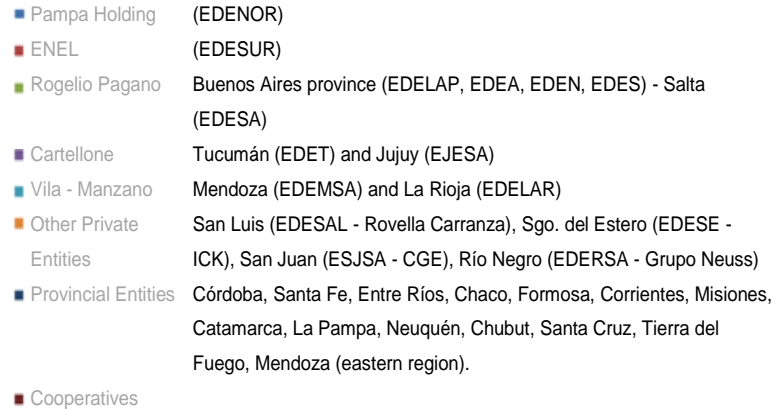 Pampa Holding (EDENOR)
ENEL (EDESUR)
Rogelio Pagano Buenos Aires province (EDELAP, EDEA, EDEN, EDES) - Salta
(EDESA)
Cartellone Tucumán (EDET) and Jujuy (EJESA)
Vila - Manzano Mendoza (EDEMSA) and La Rioja (EDELAR)
Other Private San Luis (EDESAL - Rovella Carranza), Sgo. del Estero (EDESE -
Entities ICK), San Juan (ESJSA - CGE), Río Negro (EDERSA - Grupo Neuss)
Provincial Entities Córdoba, Santa Fe, Entre Ríos, Chaco, Formosa, Corrientes, Misiones,
Catamarca, La Pampa, Neuquén, Chubut, Santa Cruz, Tierra del
Fuego, Mendoza (eastern region).
Cooperatives